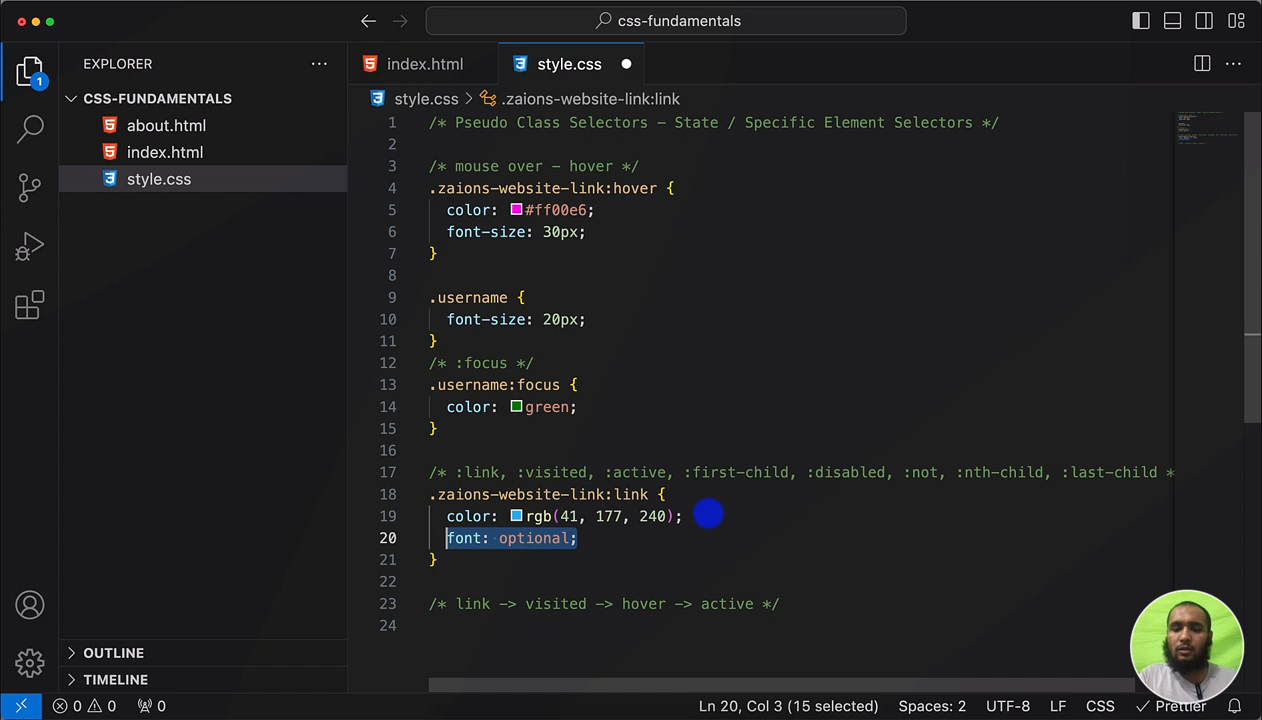 css-fundamentals
EXPLORER
index.html
style.css
1
CSS-FUNDAMENTALS
about.html
index.html
style.css
style.css > .zaions-website-link:link
1 /* Pseudo Class Selectors - State / Specific Element Selectors */
2
3 /* mouse over - hover */
4 .zaions-website-link:hover {
5 color: #ff00e6;
6 font-size: 30px;
7 }
8
9 .username {
10 font-size: 20px;
11 }
12 /* :focus */
13 .username:focus {
14 color: green;
15 }
16
17 /* :link, :visited, :active, :first-child, :disabled, :not, :nth-child, :last-child *
18 .zaions-website-link:link {
19 color: rgb(41, 177, 240);
20 font: optional;
21 }
22
23 /* link -> visited -> hover -> active */
24
OUTLINE
TIMELINE
0 0 0
Ln 20, Col 3 (15 selected) Spaces: 2 UTF-8 LF CSS Prettier